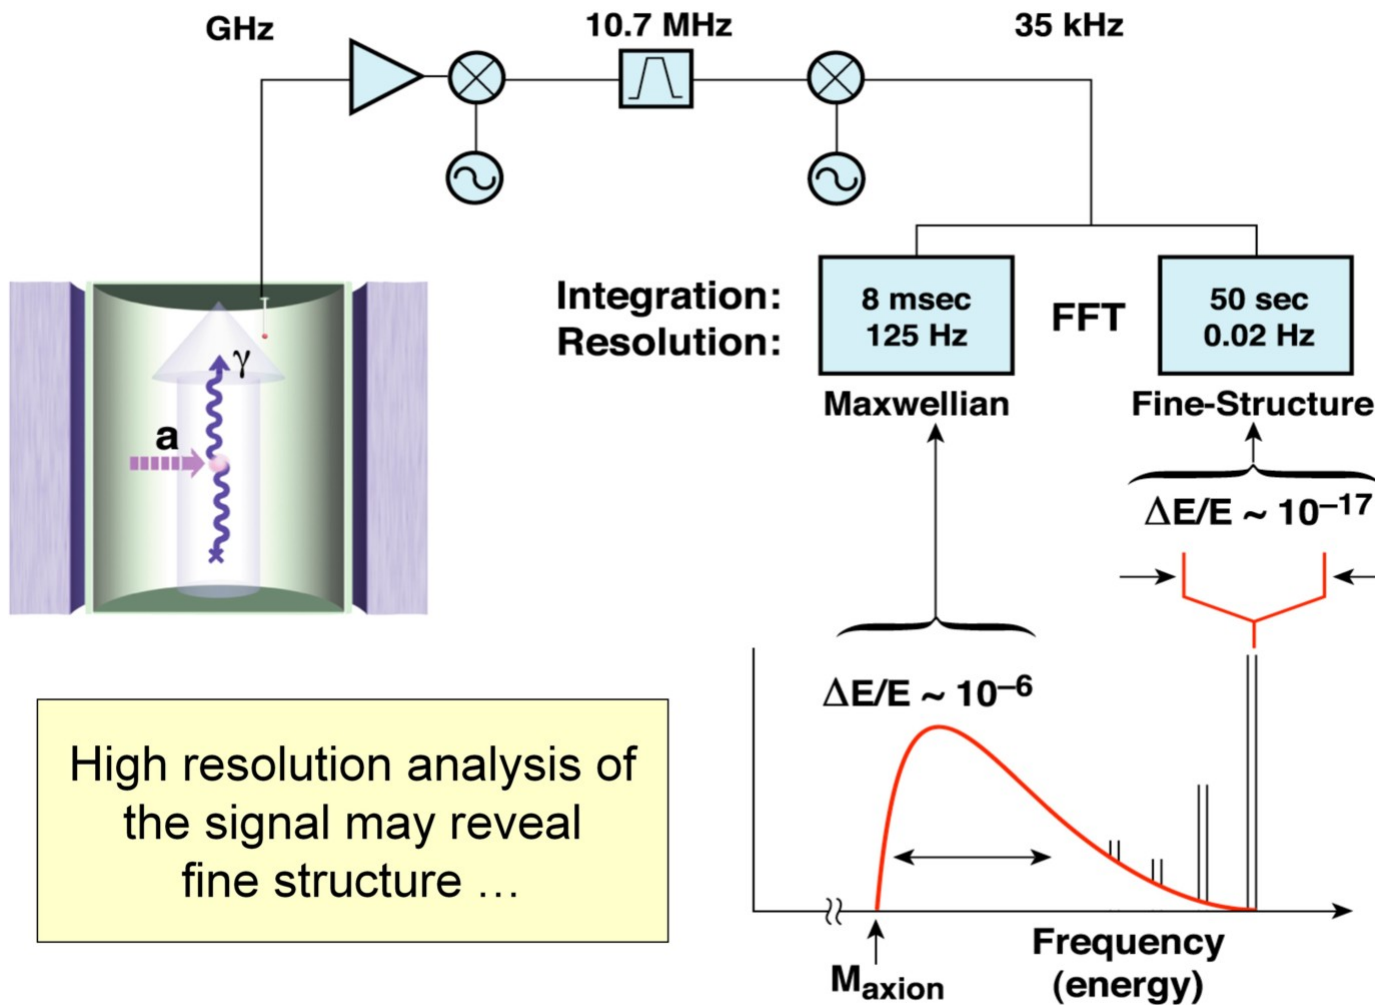 GHz
10.7 MHz
35 kHz
Integration:
Resolution:
8 msec
125 Hz
FFT
50 sec
0.02 Hz
Maxwellian
Fine-Structure
γ
a
ΔE/E ~ 10⁻¹⁷
ΔE/E ~ 10⁻⁶
High resolution analysis of
the signal may reveal
fine structure …
Frequency
(energy)
Maxion